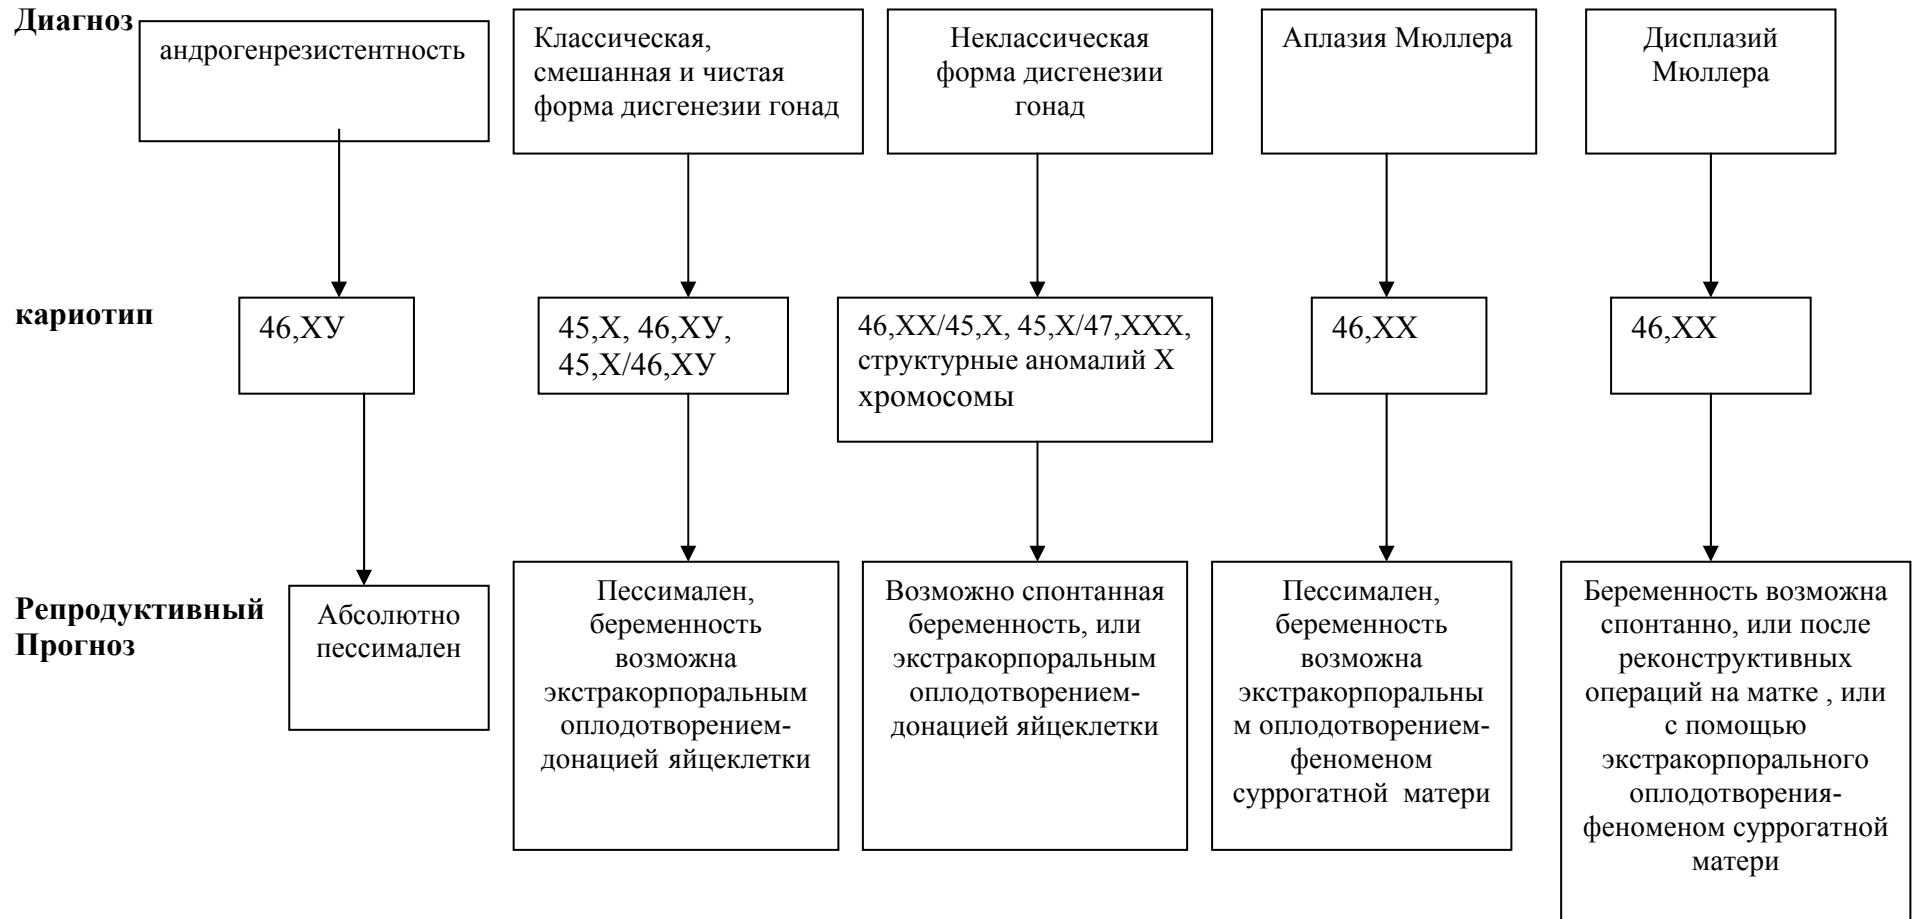 Диагноз
андрогенрезистентность
Классическая,
смешанная и чистая
форма дисгенезии гонад
Неклассическая
форма дисгенезии
гонад
Аплазия Мюллера
Дисплазий
Мюллера
кариотип
46,ХУ
45,Х, 46,ХУ,
45,Х/46,ХУ
46,ХХ/45,Х, 45,Х/47,ХХХ,
структурные аномалий Х
хромосомы
46,ХХ
46,ХХ
Репродуктивный
Прогноз
Абсолютно
пессимален
Пессимален,
беременность
возможна
экстракорпоральным
оплодотворением-
донацией яйцеклетки
Возможно спонтанная
беременность, или
экстракорпоральным
оплодотворением-
донацией яйцеклетки
Пессимален,
беременность
возможна
экстракорпоральны
м оплодотворением-
феноменом
суррогатной  матери
Беременность возможна
спонтанно, или после
реконструктивных
операций на матке , или
с помощью
экстракорпорального
оплодотворения-
феноменом суррогатной
матери